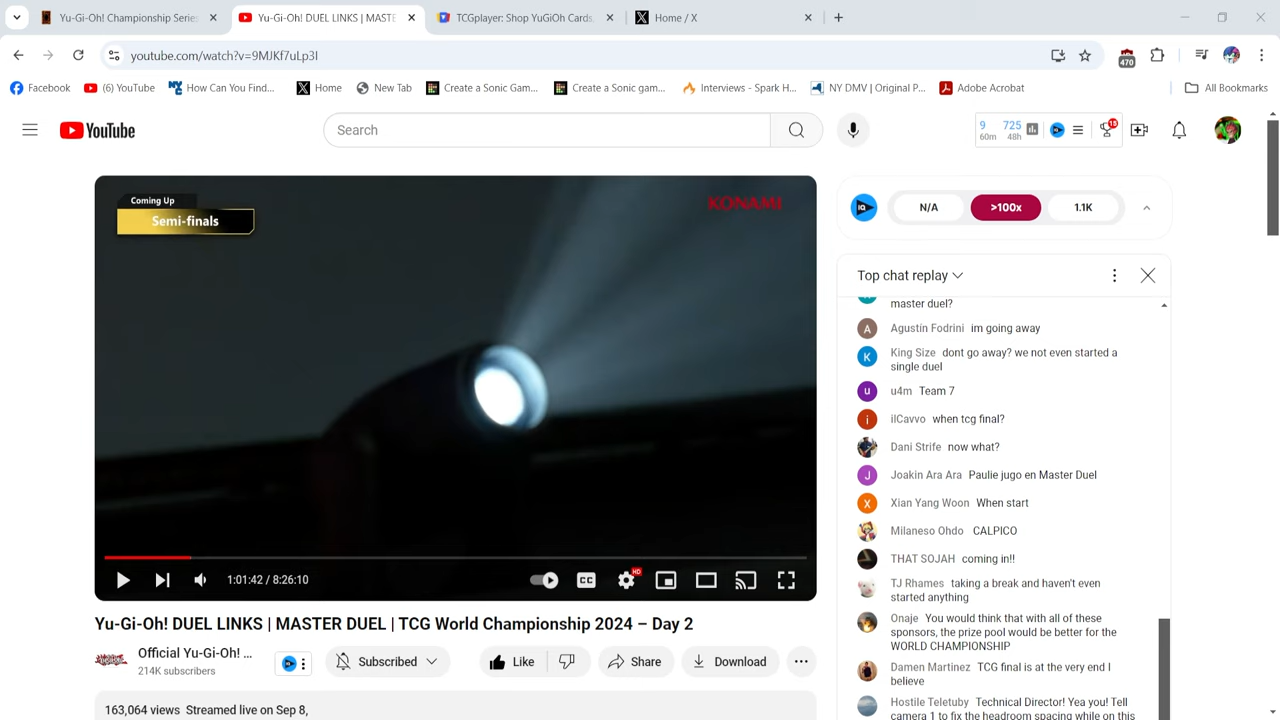 Yu-Gi-Oh! Championship Series
Yu-Gi-Oh! DUEL LINKS | MASTE
TCGplayer: Shop YuGiOh Cards,
Home / X
youtube.com/watch?v=9MJKf7uLp3I
470
Facebook
(6) YouTube
How Can You Find...
Home
New Tab
Create a Sonic Gam...
Create a Sonic gam...
Interviews - Spark H...
NY DMV | Original P...
Adobe Acrobat
All Bookmarks
YouTube
Search
9
60m
725
48h
15
Coming Up
Semi-finals
KONAMI
1:01:42 / 8:26:10
CC
HD
Yu-Gi-Oh! DUEL LINKS | MASTER DUEL | TCG World Championship 2024 – Day 2
Official Yu-Gi-Oh! ...
214K subscribers
Subscribed
Like
Share
Download
163,064 views Streamed live on Sep 8,
IQ
N/A
>100x
1.1K
Top chat replay
master duel?
A
Agustín Fodrini im going away
K
King Size dont go away? we not even started a
single duel
u
u4m Team 7
i
ilCavvo when tcg final?
Dani Strife now what?
J
Joakin Ara Ara Paulie jugo en Master Duel
X
Xian Yang Woon When start
Milaneso Ohdo CALPICO
THAT SOJAH coming in!!
TJ Rhames taking a break and haven't even
started anything
Onaje You would think that with all of these
sponsors, the prize pool would be better for the
WORLD CHAMPIONSHIP
Damen Martinez TCG final is at the very end I
believe
Hostile Teletuby Technical Director! Yea you! Tell
camera 1 to fix the headroom spacing while on this